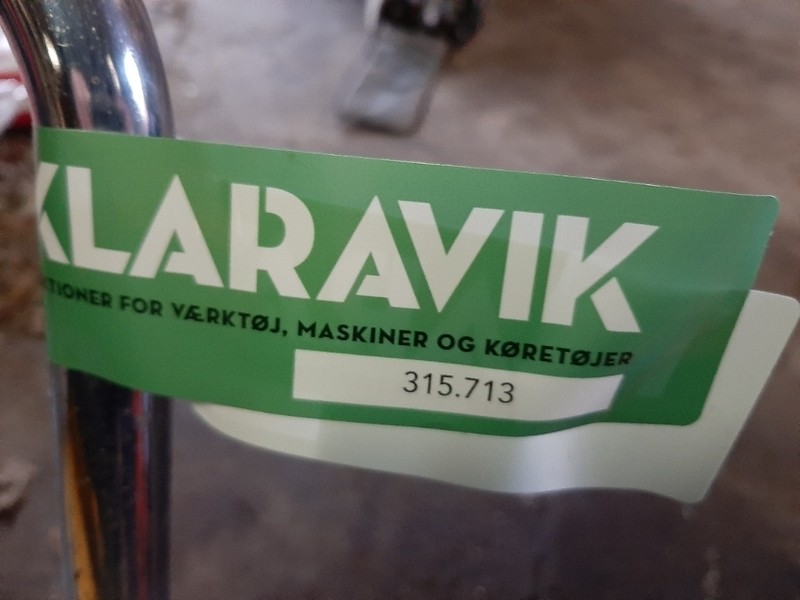 KLARAVIK
FOR VÆRKTØJ, MASKINER OG KØRETØJER
315.713